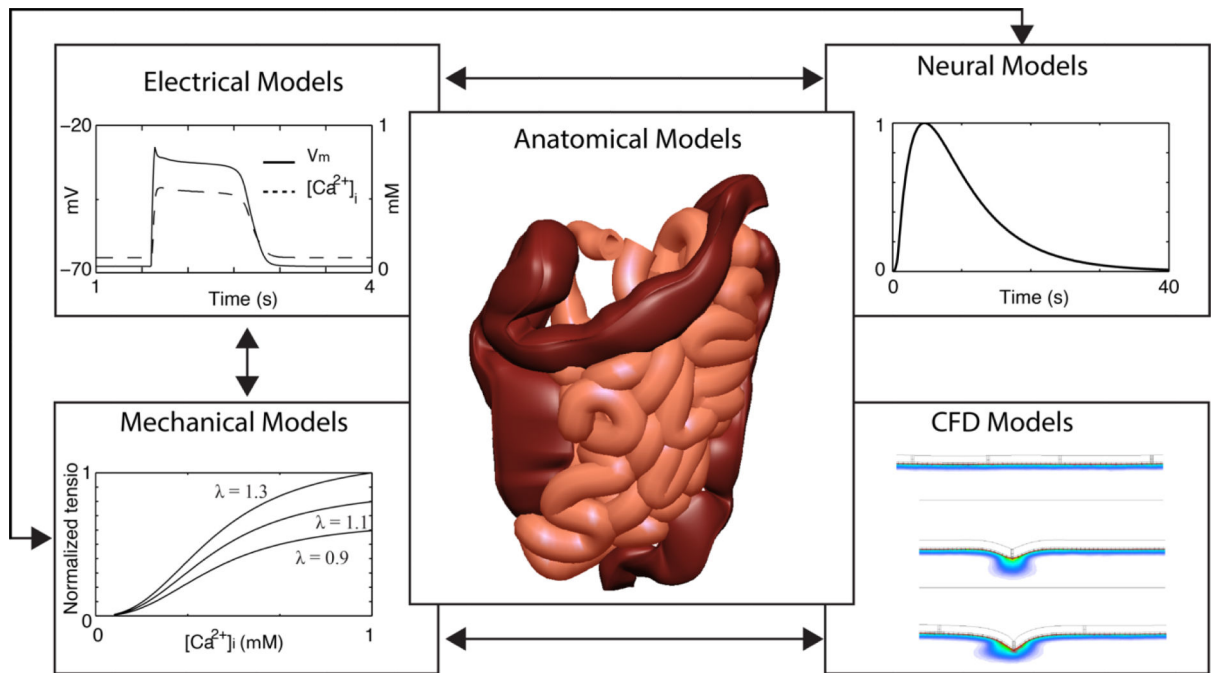 Electrical Models
−20
1
Vm
[Ca2+]i
mV
mM
−70
0
1
4
Time (s)
Neural Models
1
0
0
40
Time (s)
Anatomical Models
Mechanical Models
1
λ = 1.3
λ = 1.1
λ = 0.9
Normalized tensio
0
0
1
[Ca2+]i (mM)
CFD Models